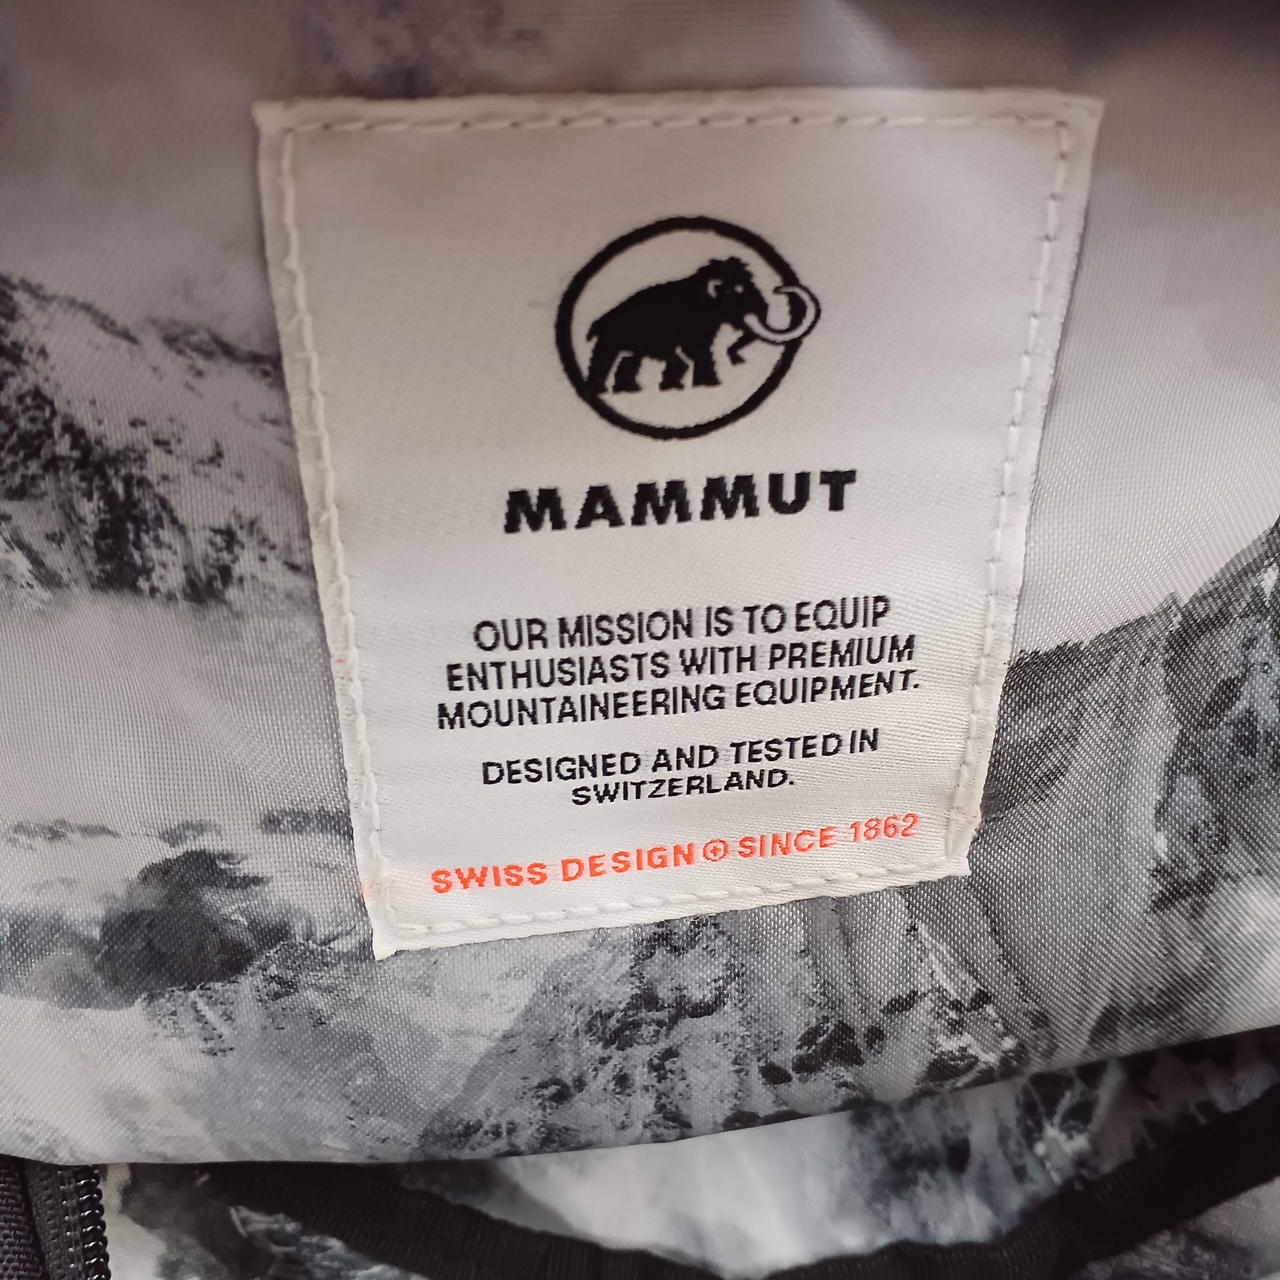 MAMMUT
OUR MISSION IS TO EQUIP
ENTHUSIASTS WITH PREMIUM
MOUNTAINEERING EQUIPMENT.
DESIGNED AND TESTED IN
SWITZERLAND.
SWISS DESIGN SINCE 1862